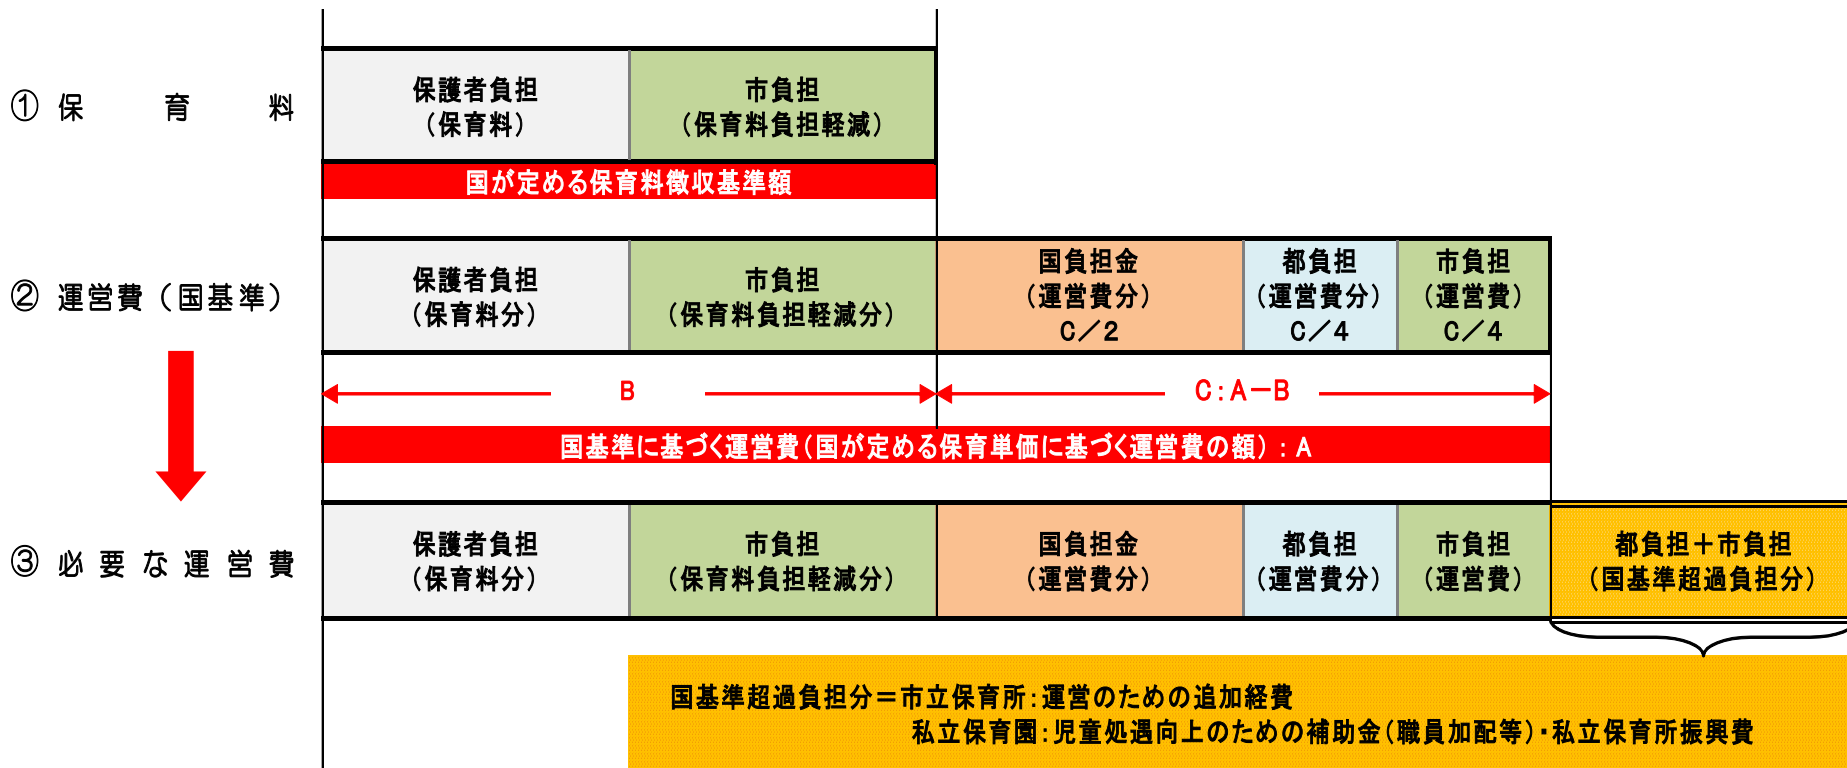 ① 保育料
保護者負担
（保育料）
市負担
（保育料負担軽減）
国が定める保育料徴収基準額
② 運営費（国基準）
保護者負担
（保育料分）
市負担
（保育料負担軽減分）
国負担金
（運営費分）
C／2
都負担
（運営費分）
C／4
市負担
（運営費）
C／4
B
C：A－B
国基準に基づく運営費（国が定める保育単価に基づく運営費の額）：A
③ 必要な運営費
保護者負担
（保育料分）
市負担
（保育料負担軽減分）
国負担金
（運営費分）
都負担
（運営費分）
市負担
（運営費）
都負担＋市負担
（国基準超過負担分）
国基準超過負担分＝市立保育所：運営のための追加経費
私立保育園：児童処遇向上のための補助金（職員加配等）・私立保育所振興費